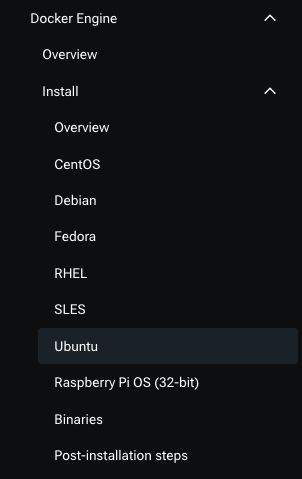 Docker Engine
Overview
Install
Overview
CentOS
Debian
Fedora
RHEL
SLES
Ubuntu
Raspberry Pi OS (32-bit)
Binaries
Post-installation steps